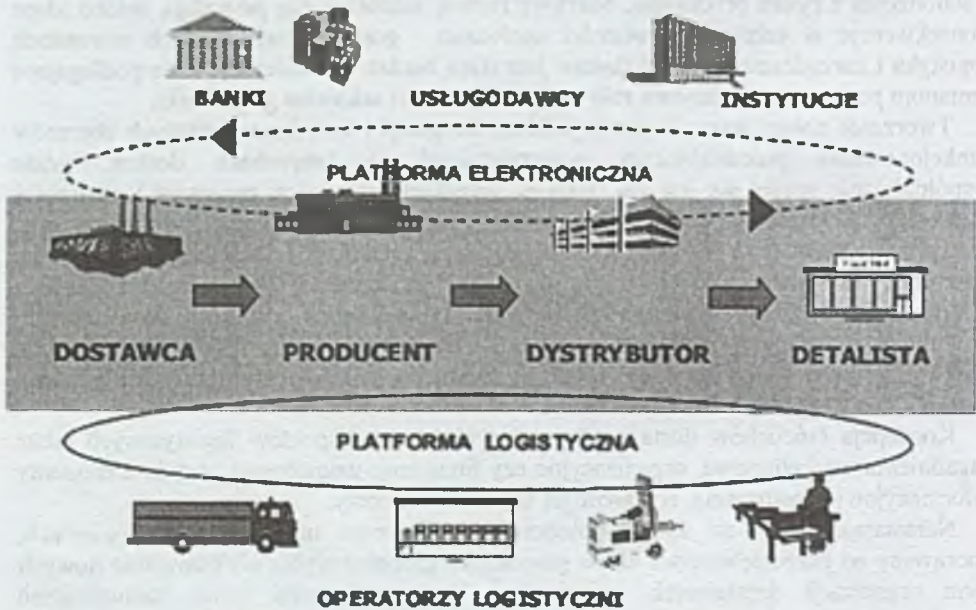 BANKI USŁUGODAWCY INSTYTUCJE
PLATFORMA ELEKTRONICZNA
DOSTAWCA PRODUCENT DYSTRYBUTOR DETALISTA
PLATFORMA LOGISTYCZNA
OPERATORZY LOGISTYCZNI